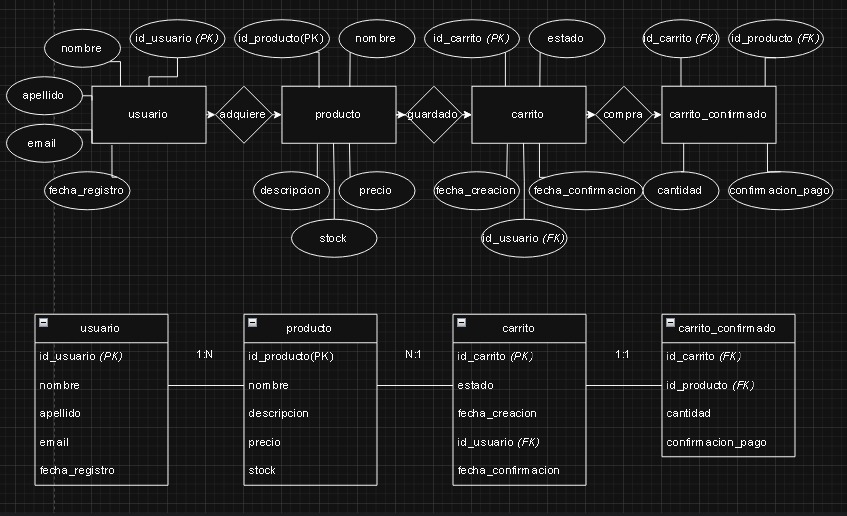 nombre
id_usuario (PK)
id_producto(PK)
nombre
id_carrito (PK)
estado
id_carrito (FK)
id_producto (FK)
apellido
usuario
adquiere
producto
guardado
carrito
compra
carrito_confirmado
email
fecha_registro
descripcion
precio
fecha_creacion
fecha_confirmacion
cantidad
confirmacion_pago
stock
id_usuario (FK)
usuario
id_usuario (PK)
nombre
apellido
email
fecha_registro
1:N
producto
id_producto(PK)
nombre
descripcion
precio
stock
N:1
carrito
id_carrito (PK)
estado
fecha_creacion
id_usuario (FK)
fecha_confirmacion
1:1
carrito_confirmado
id_carrito (FK)
id_producto (FK)
cantidad
confirmacion_pago